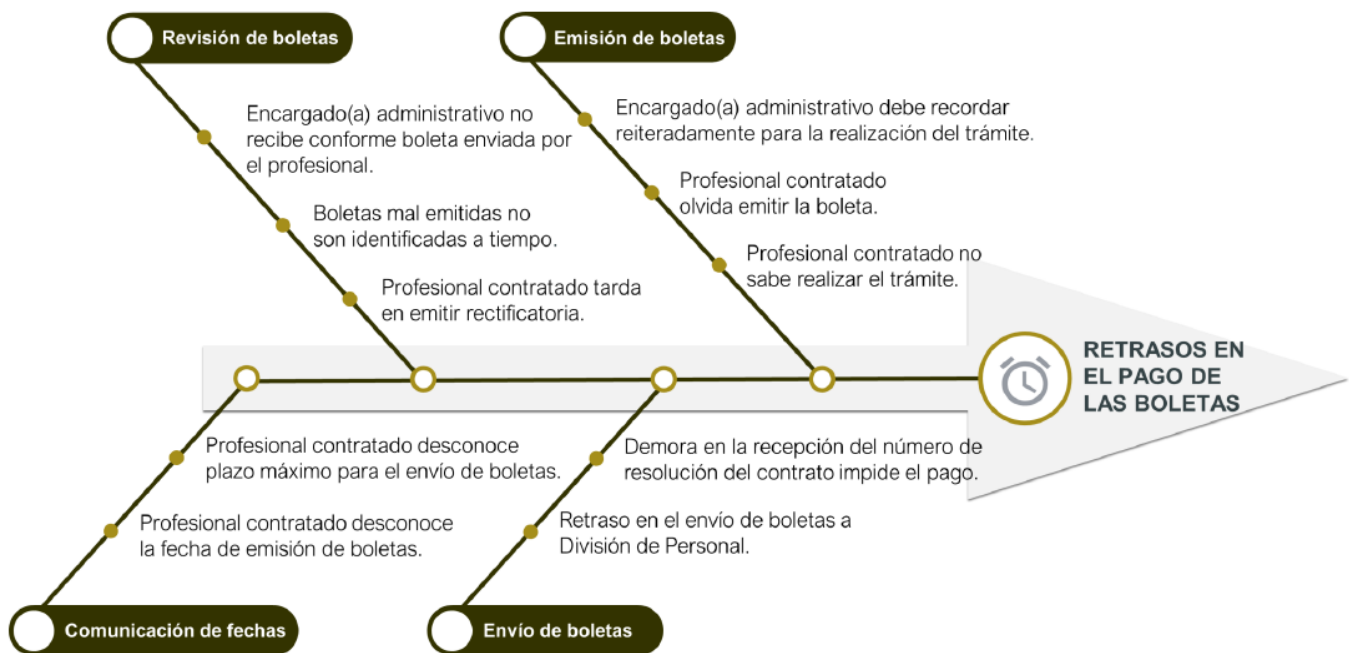 Revisión de boletas
Encargado(a) administrativo no
recibe conforme boleta enviada por
el profesional.
Boletas mal emitidas no
son identificadas a tiempo.
Profesional contratado tarda
en emitir rectificatoria.
Emisión de boletas
Encargado(a) administrativo debe recordar
reiteradamente para la realización del trámite.
Profesional contratado
olvida emitir la boleta.
Profesional contratado no
sabe realizar el trámite.
RETRASOS EN
EL PAGO DE
LAS BOLETAS
Profesional contratado desconoce
plazo máximo para el envío de boletas.
Profesional contratado desconoce
la fecha de emisión de boletas.
Comunicación de fechas
Demora en la recepción del número de
resolución del contrato impide el pago.
Retraso en el envío de boletas a
División de Personal.
Envío de boletas